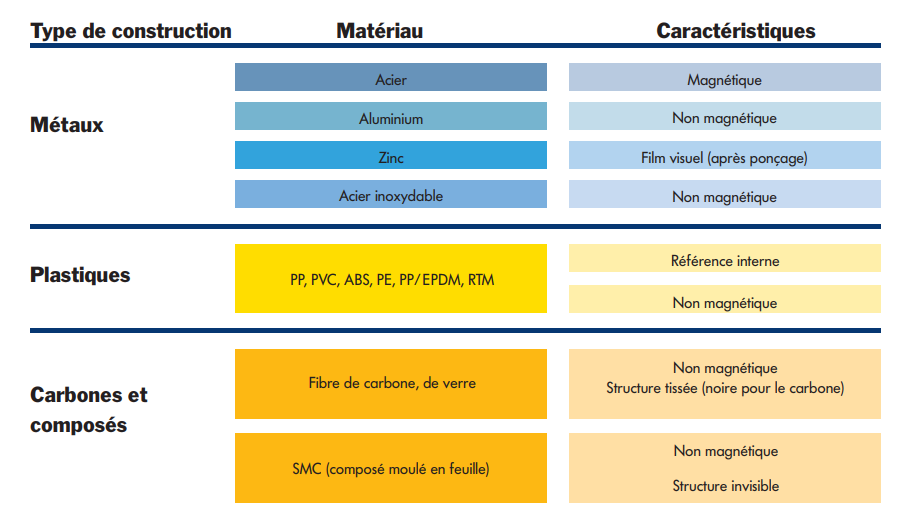 Type de construction Matériau Caractéristiques
Métaux
Acier Magnétique
Aluminium Non magnétique
Zinc Film visuel (après ponçage)
Acier inoxydable Non magnétique
Plastiques
PP, PVC, ABS, PE, PP/EPDM, RTM
Référence interne
Non magnétique
Carbones et
composés
Fibre de carbone, de verre
Non magnétique
Structure tissée (noire pour le carbone)
SMC (composé moulé en feuille)
Non magnétique
Structure invisible